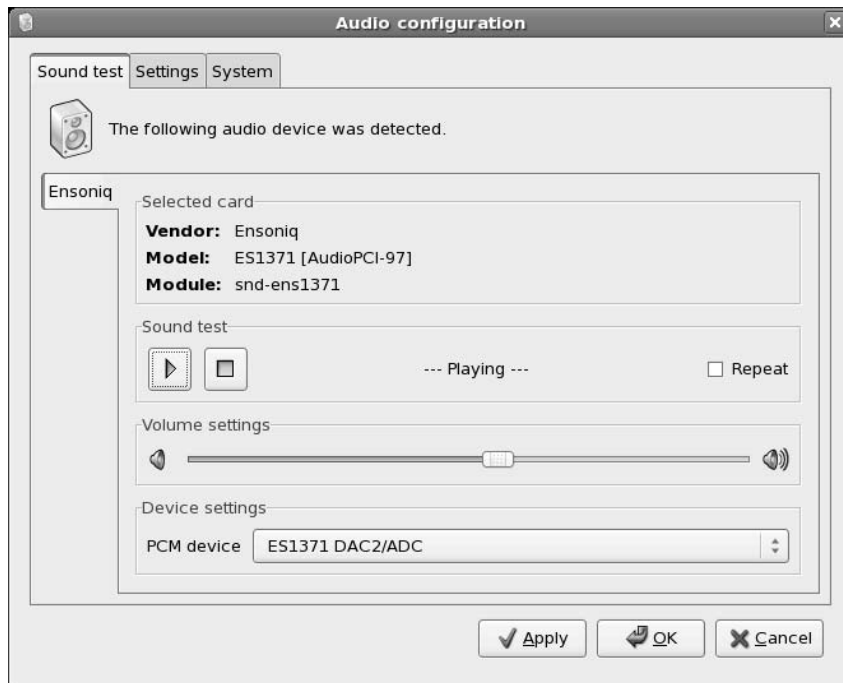 Audio configuration
Sound test Settings System
The following audio device was detected.
Ensoniq
Selected card
Vendor: Ensoniq
Model: ES1371 [AudioPCI-97]
Module: snd-ens1371
Sound test
--- Playing --- Repeat
Volume settings
Device settings
PCM device ES1371 DAC2/ADC
Apply OK Cancel